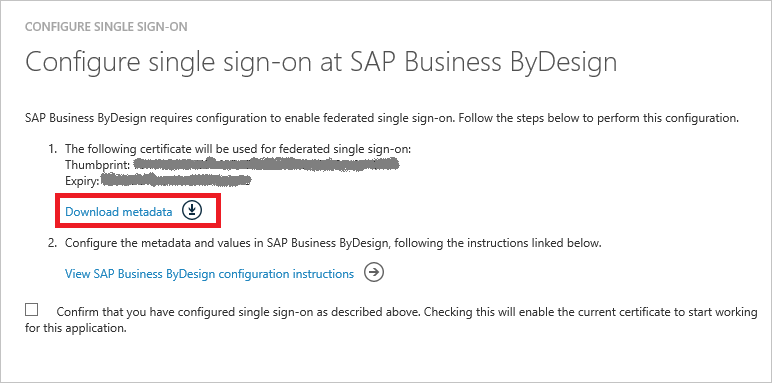 CONFIGURE SINGLE SIGN-ON
Configure single sign-on at SAP Business ByDesign
SAP Business ByDesign requires configuration to enable federated single sign-on. Follow the steps below to perform this configuration.
1. The following certificate will be used for federated single sign-on:
Thumbprint:
Expiry:
Download metadata
2. Configure the metadata and values in SAP Business ByDesign, following the instructions linked below.
View SAP Business ByDesign configuration instructions
Confirm that you have configured single sign-on as described above. Checking this will enable the current certificate to start working
for this application.